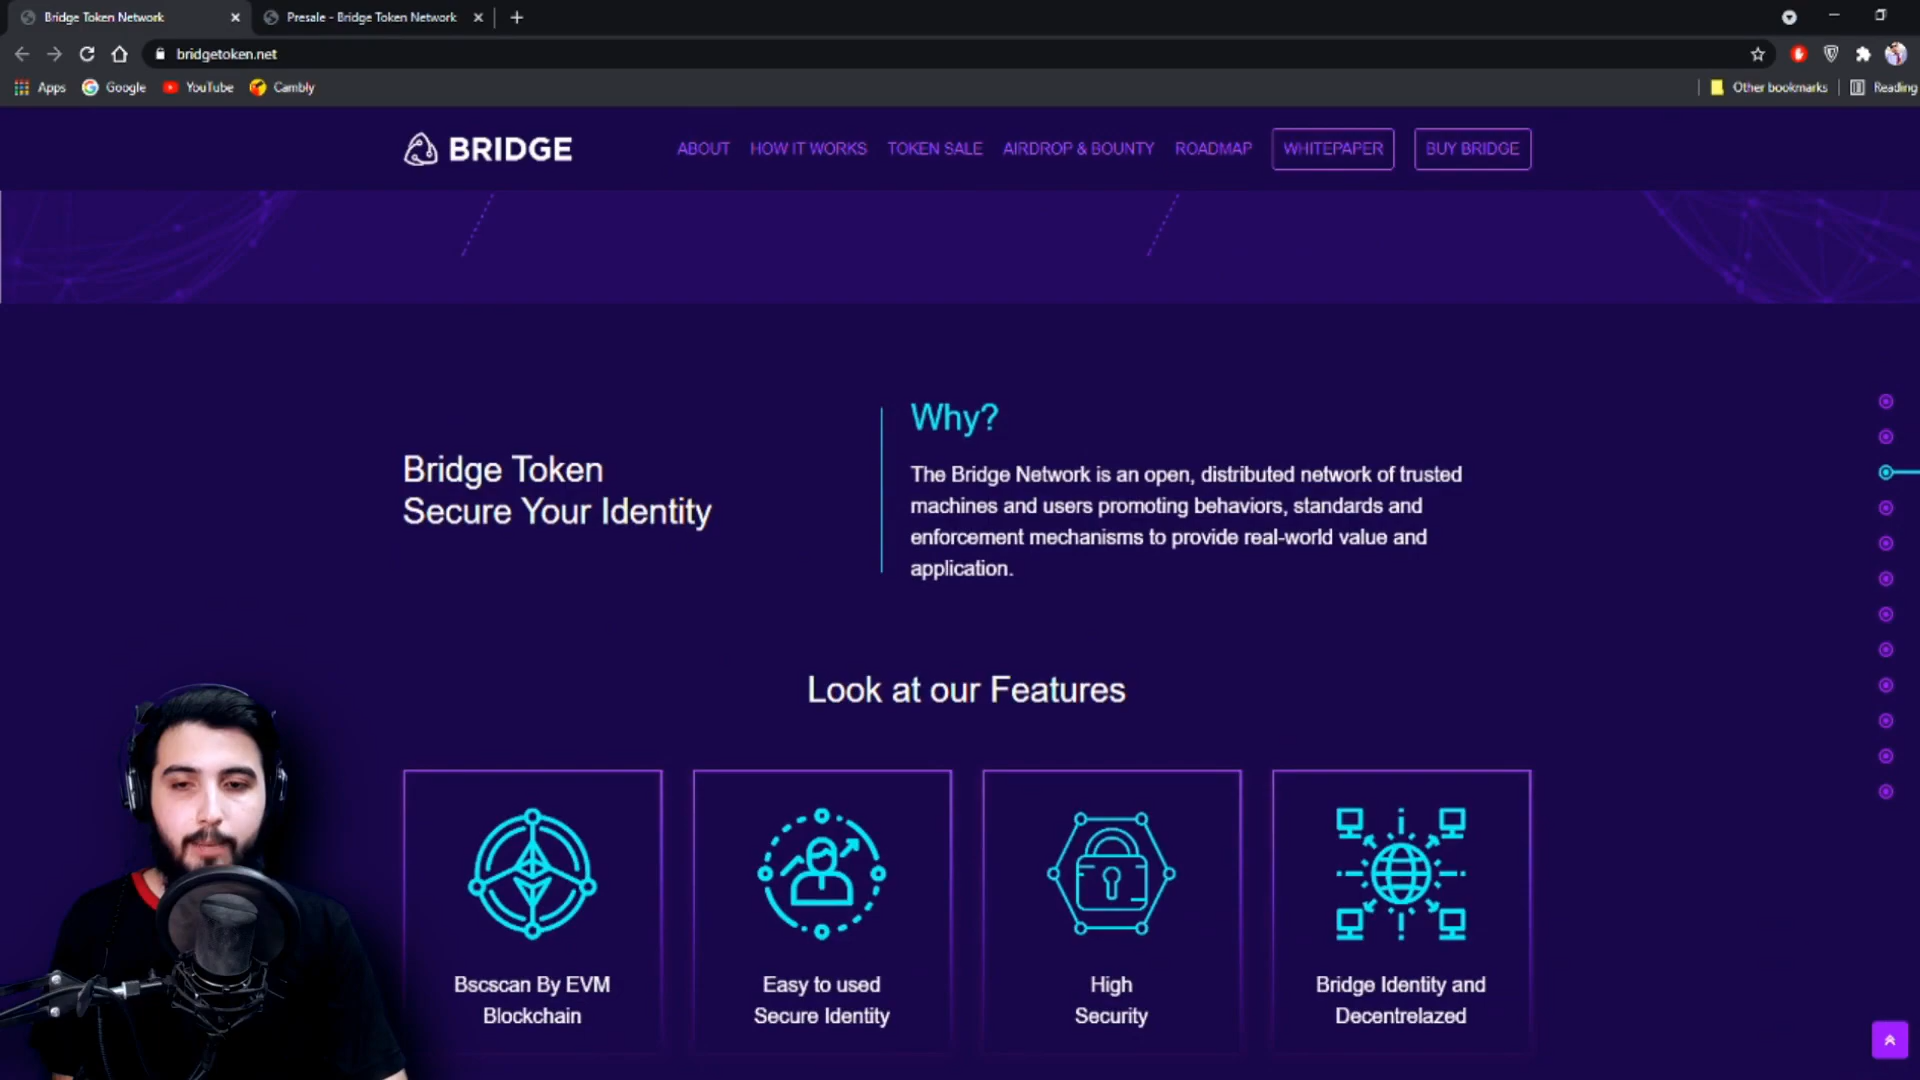 Bridge Token Network
Presale - Bridge Token Network
bridgetoken.net
Apps
Google
YouTube
Cambly
Other bookmarks
Reading
BRIDGE
ABOUT
HOW IT WORKS
TOKEN SALE
AIRDROP & BOUNTY
ROADMAP
WHITEPAPER
BUY BRIDGE
Bridge Token
Secure Your Identity
Why?
The Bridge Network is an open, distributed network of trusted
machines and users promoting behaviors, standards and
enforcement mechanisms to provide real-world value and
application.
Look at our Features
Bscscan By EVM
Blockchain
Easy to used
Secure Identity
High
Security
Bridge Identity and
Decentrelazed